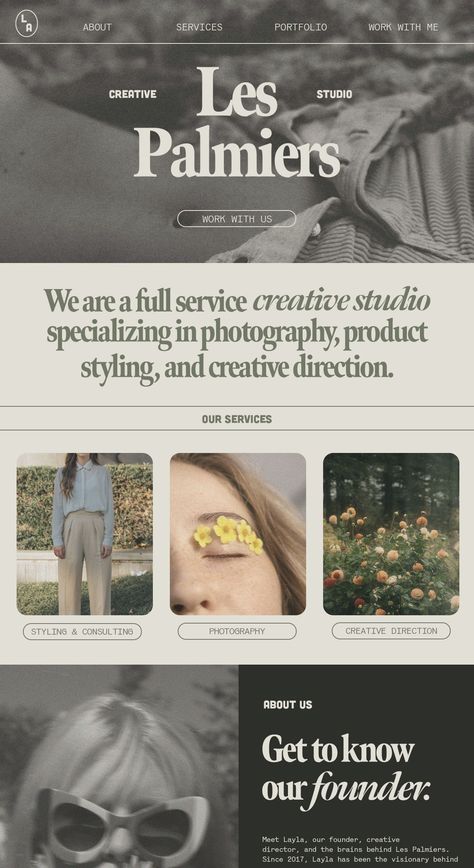 LA
ABOUT
SERVICES
PORTFOLIO
WORK WITH ME
CREATIVE
Les
STUDIO
Palmiers
WORK WITH US
We are a full service creative studio
specializing in photography, product
styling, and creative direction.
OUR SERVICES
STYLING & CONSULTING
PHOTOGRAPHY
CREATIVE DIRECTION
ABOUT US
Get to know
our founder.
Meet Layla, our founder, creative
director, and the brains behind Les Palmiers.
Since 2017, Layla has been the visionary behind